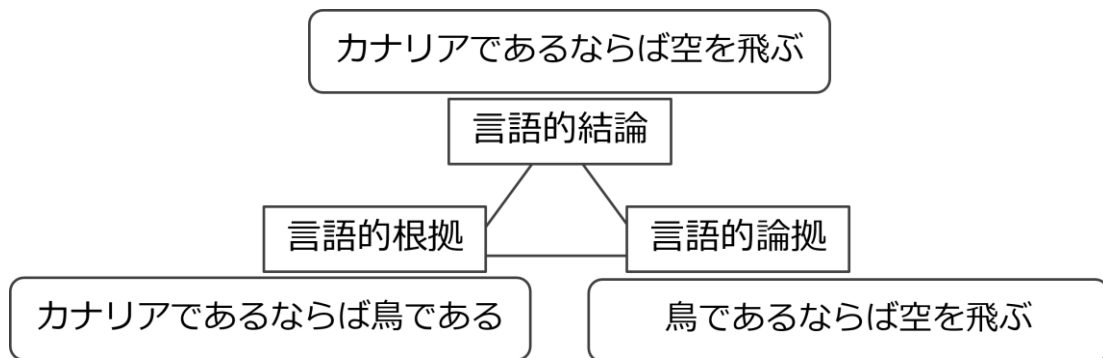 カナリアであるならば空を飛ぶ
言語的結論
言語的根拠
言語的論拠
カナリアであるならば鳥である
鳥であるならば空を飛ぶ